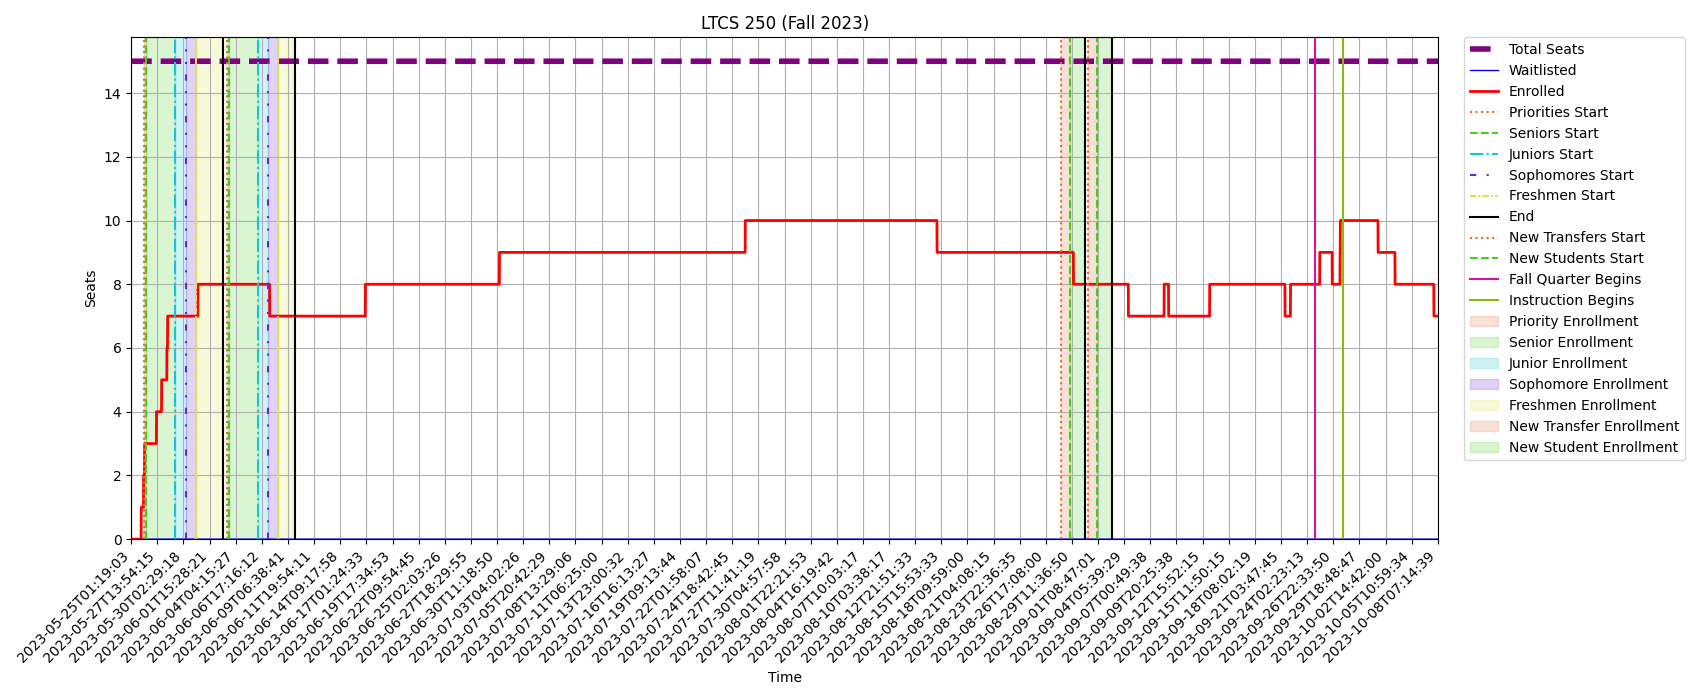 LTCS 250 (Fall 2023)
Seats
14
12
10
8
6
4
2
0
2023-05-25T01:19:03
2023-05-27T13:54:15
2023-05-30T02:29:18
2023-06-01T15:28:21
2023-06-04T04:15:27
2023-06-06T17:16:12
2023-06-09T06:38:41
2023-06-11T19:54:11
2023-06-14T09:17:58
2023-06-17T01:24:33
2023-06-19T17:34:53
2023-06-22T09:54:45
2023-06-25T02:03:26
2023-06-27T18:29:55
2023-06-30T11:18:50
2023-07-03T04:02:26
2023-07-05T20:42:29
2023-07-08T13:29:06
2023-07-11T06:25:00
2023-07-13T23:00:32
2023-07-16T16:13:27
2023-07-19T09:13:44
2023-07-22T01:58:07
2023-07-24T18:42:45
2023-07-27T11:41:19
2023-07-30T04:57:58
2023-08-01T22:21:53
2023-08-04T16:19:42
2023-08-07T10:03:17
2023-08-10T03:38:17
2023-08-12T21:51:33
2023-08-15T15:53:33
2023-08-18T09:59:00
2023-08-21T04:08:15
2023-08-23T22:36:35
2023-08-26T17:08:00
2023-08-29T11:36:50
2023-09-01T08:47:01
2023-09-04T05:39:29
2023-09-07T00:49:38
2023-09-09T20:25:38
2023-09-12T15:52:15
2023-09-15T11:50:15
2023-09-18T08:02:19
2023-09-21T03:47:45
2023-09-24T02:23:13
2023-09-26T22:33:50
2023-09-29T18:48:47
2023-10-02T14:42:00
2023-10-05T10:59:34
2023-10-08T07:14:39
Time
Total Seats
Waitlisted
Enrolled
Priorities Start
Seniors Start
Juniors Start
Sophomores Start
Freshmen Start
End
New Transfers Start
New Students Start
Fall Quarter Begins
Instruction Begins
Priority Enrollment
Senior Enrollment
Junior Enrollment
Sophomore Enrollment
Freshmen Enrollment
New Transfer Enrollment
New Student Enrollment